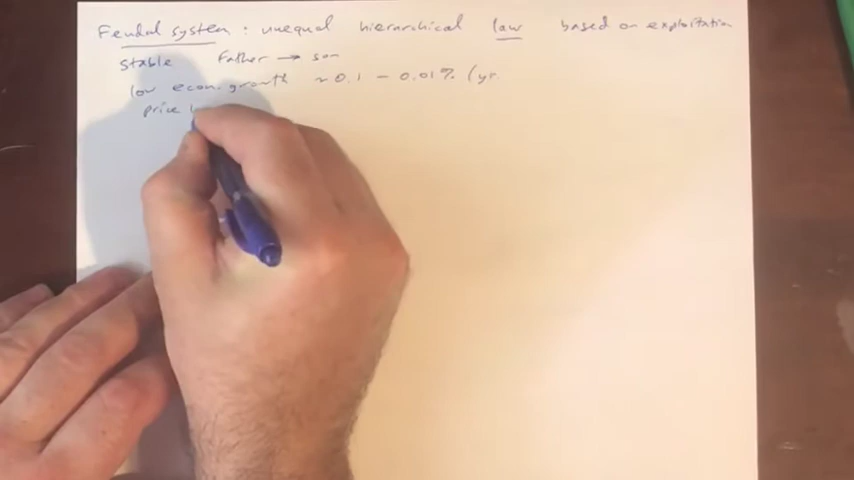 Feudal system : unequal hierarchical law based on exploitation
stable Father → son
low econ. growth ~ 0.1 - 0.01% / yr.
price